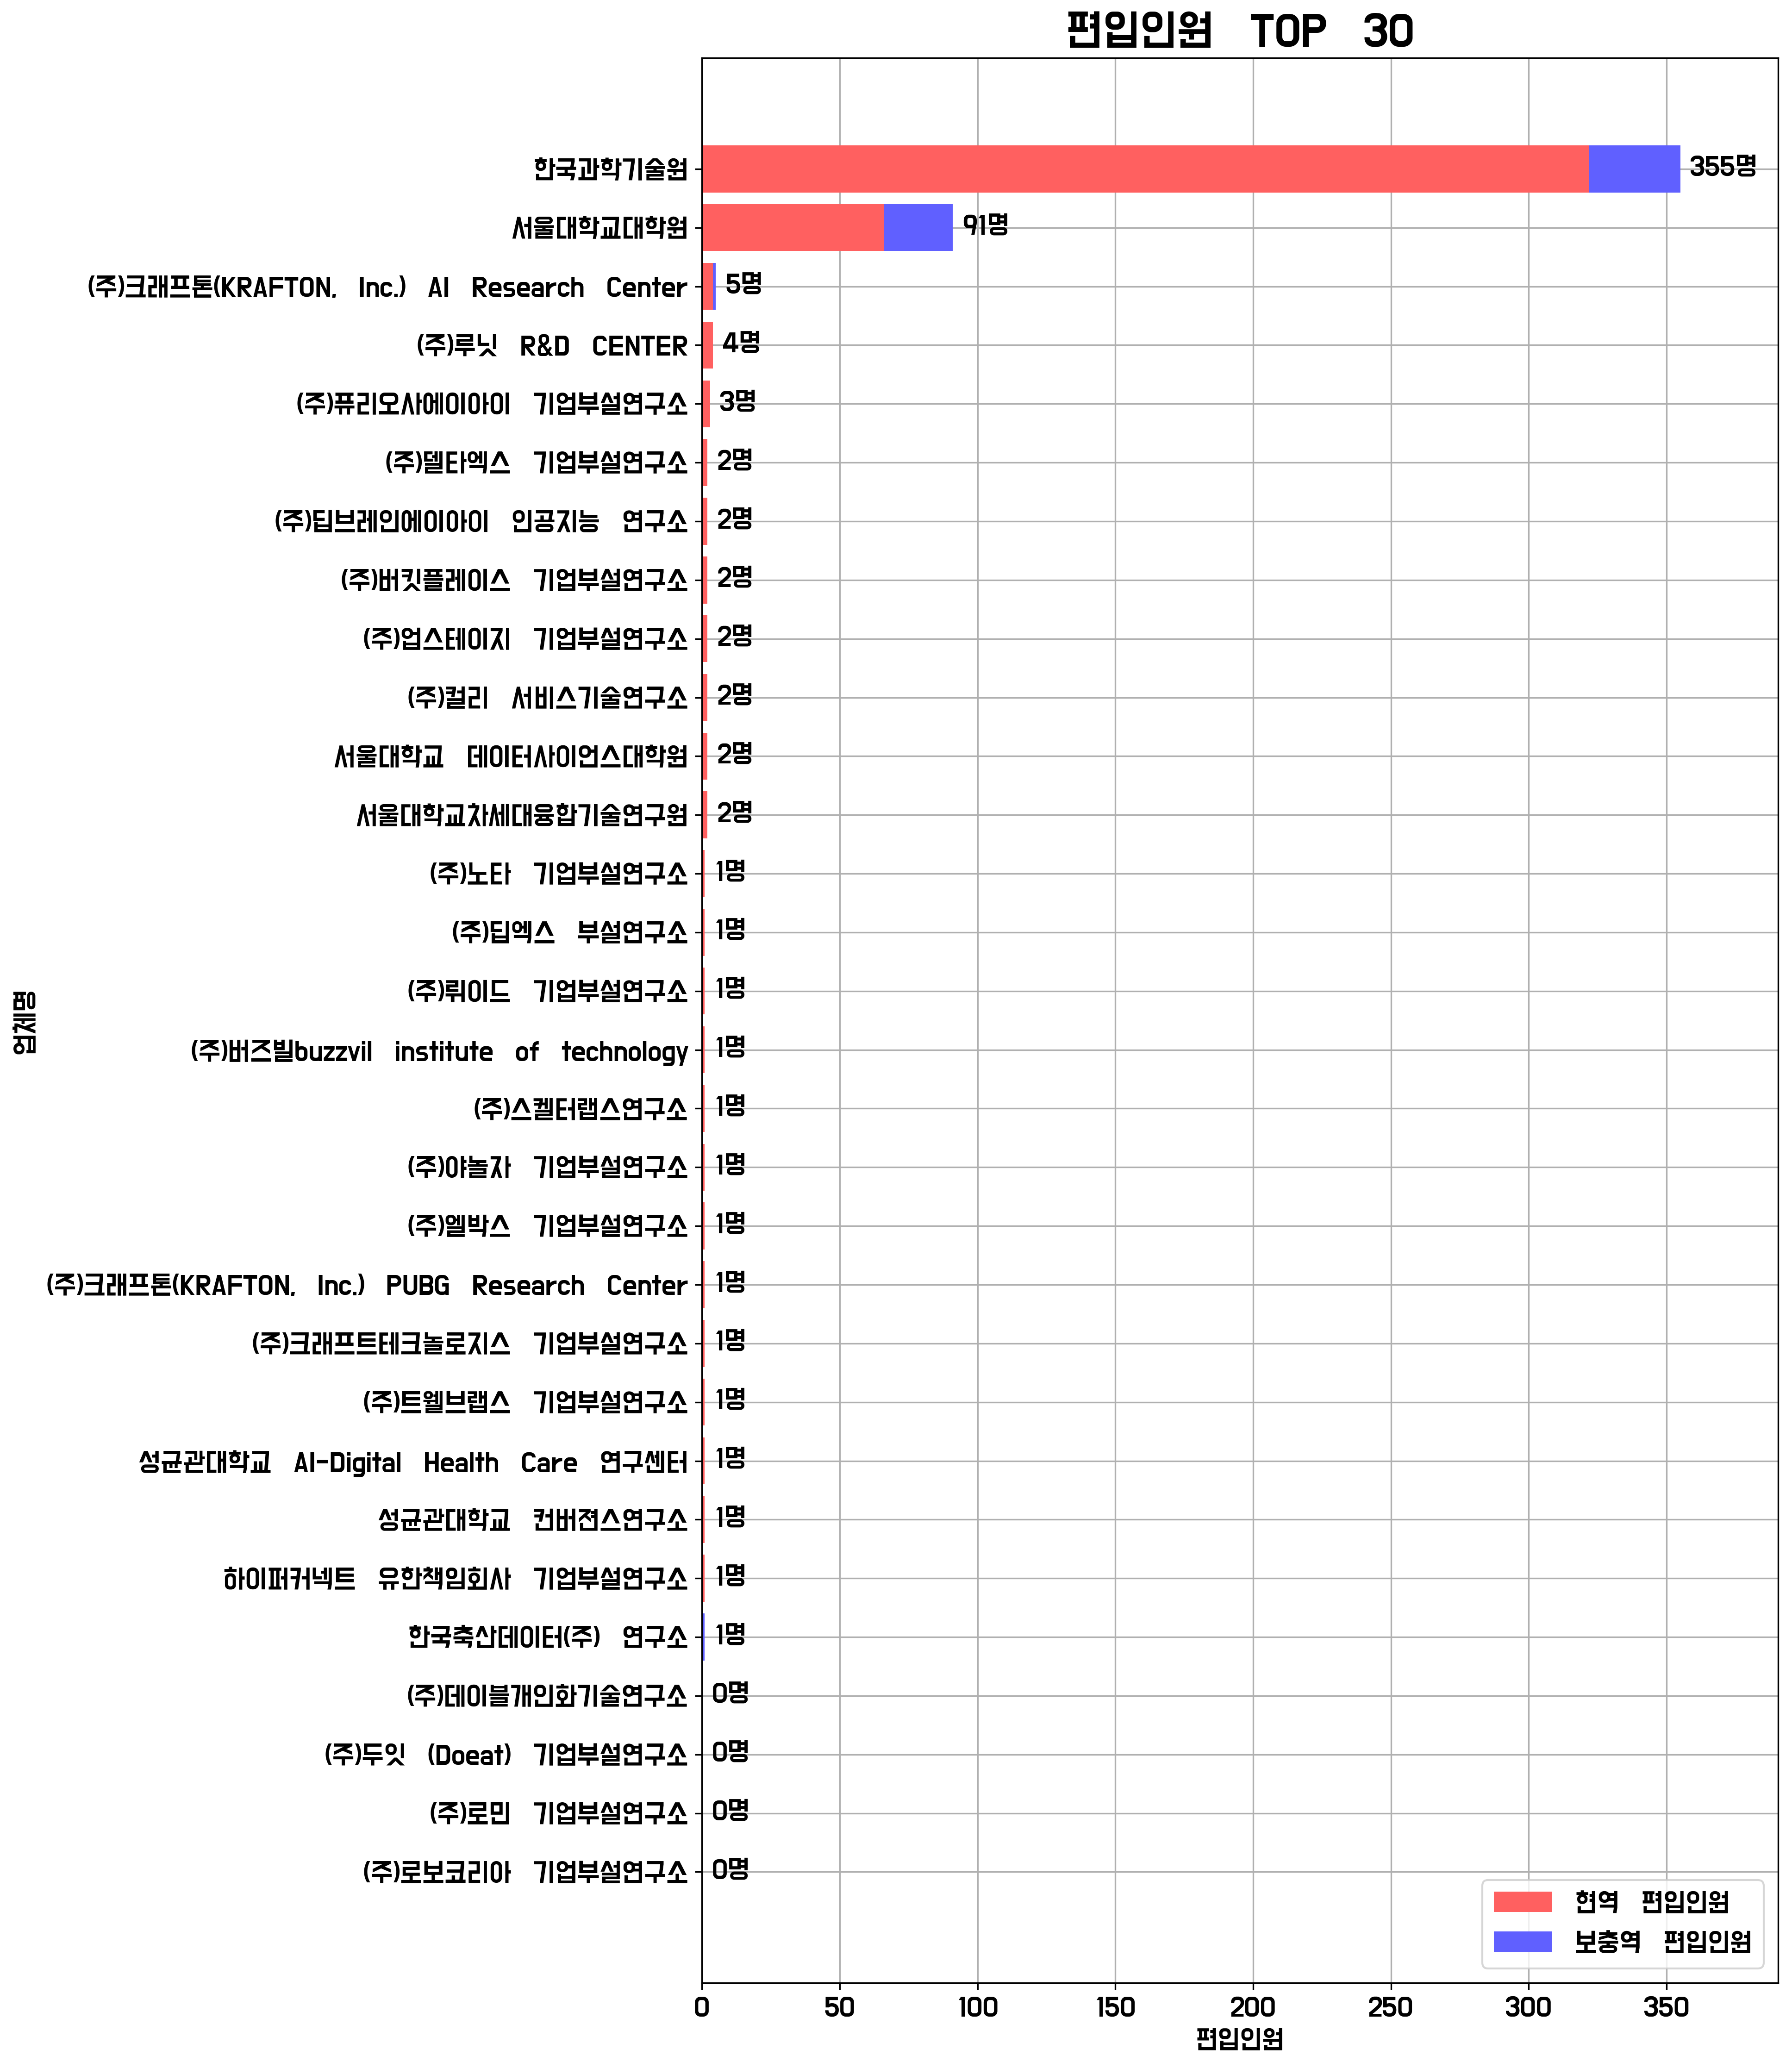 편입인원 TOP 30
한국과학기술원 355명
서울대학교대학원 91명
(주)크래프톤(KRAFTON, Inc.) AI Research Center 5명
(주)루닛 R&D CENTER 4명
(주)퓨리오사에이아이 기업부설연구소 3명
(주)델타엑스 기업부설연구소 2명
(주)딥브레인에이아이 인공지능 연구소 2명
(주)버킷플레이스 기업부설연구소 2명
(주)업스테이지 기업부설연구소 2명
(주)컬리 서비스기술연구소 2명
서울대학교 데이터사이언스대학원 2명
서울대학교차세대융합기술연구원 2명
(주)노타 기업부설연구소 1명
(주)딥엑스 부설연구소 1명
(주)뤼이드 기업부설연구소 1명
(주)버즈빌buzzvil institute of technology 1명
(주)스켈터랩스연구소 1명
(주)야놀자 기업부설연구소 1명
(주)엘박스 기업부설연구소 1명
(주)크래프톤(KRAFTON, Inc.) PUBG Research Center 1명
(주)크래프트테크놀로지스 기업부설연구소 1명
(주)트웰브랩스 기업부설연구소 1명
성균관대학교 AI-Digital Health Care 연구센터 1명
성균관대학교 컨버젼스연구소 1명
하이퍼커넥트 유한책임회사 기업부설연구소 1명
한국축산데이터(주) 연구소 1명
(주)데이블개인화기술연구소 0명
(주)두잇 (Doeat) 기업부설연구소 0명
(주)로민 기업부설연구소 0명
(주)로보코리아 기업부설연구소 0명
업체명
현역 편입인원
보충역 편입인원
0 50 100 150 200 250 300 350
편입인원